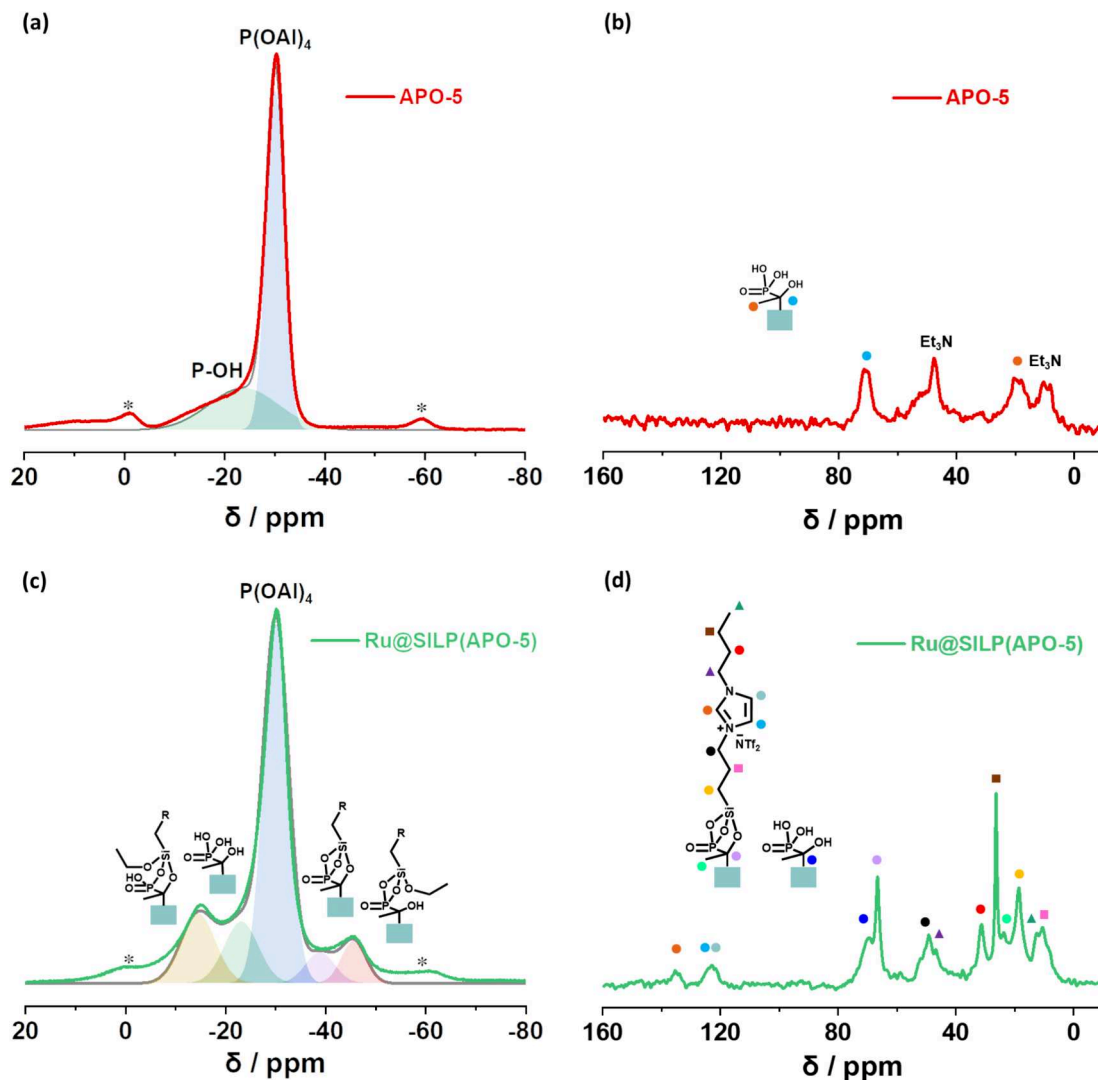 (a)
P(OAl)₄
APO-5
P-OH
*
*
20 0 -20 -40 -60 -80
δ / ppm
(b)
APO-5
HO
OH
O
P
OH
Et₃N
Et₃N
160 120 80 40 0
δ / ppm
(c)
P(OAl)₄
Ru@SILP(APO-5)
R
Si
O
O
O
HO
P
O
HO
OH
P
OH
O
R
Si
O
O
O
P
O
R
Si
O
O
O
P
OH
O
*
*
20 0 -20 -40 -60 -80
δ / ppm
(d)
Ru@SILP(APO-5)
N
N
+
NTf₂
Si
O
O
O
P
O
HO
OH
P
OH
O
160 120 80 40 0
δ / ppm